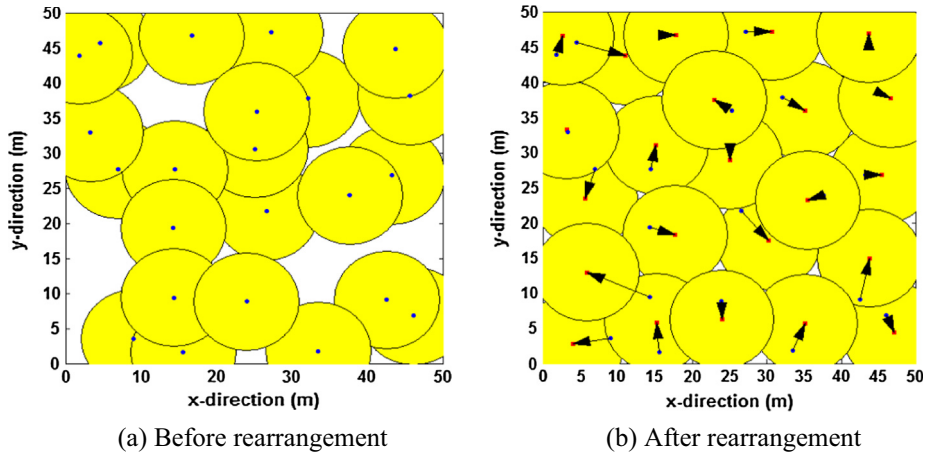 50
45
40
35
30
25
20
15
10
5
0
y-direction (m)
0 10 20 30 40 50
x-direction (m)
(a) Before rearrangement
50
45
40
35
30
25
20
15
10
5
0
y-direction (m)
0 5 10 15 20 25 30 35 40 45 50
x-direction (m)
(b) After rearrangement